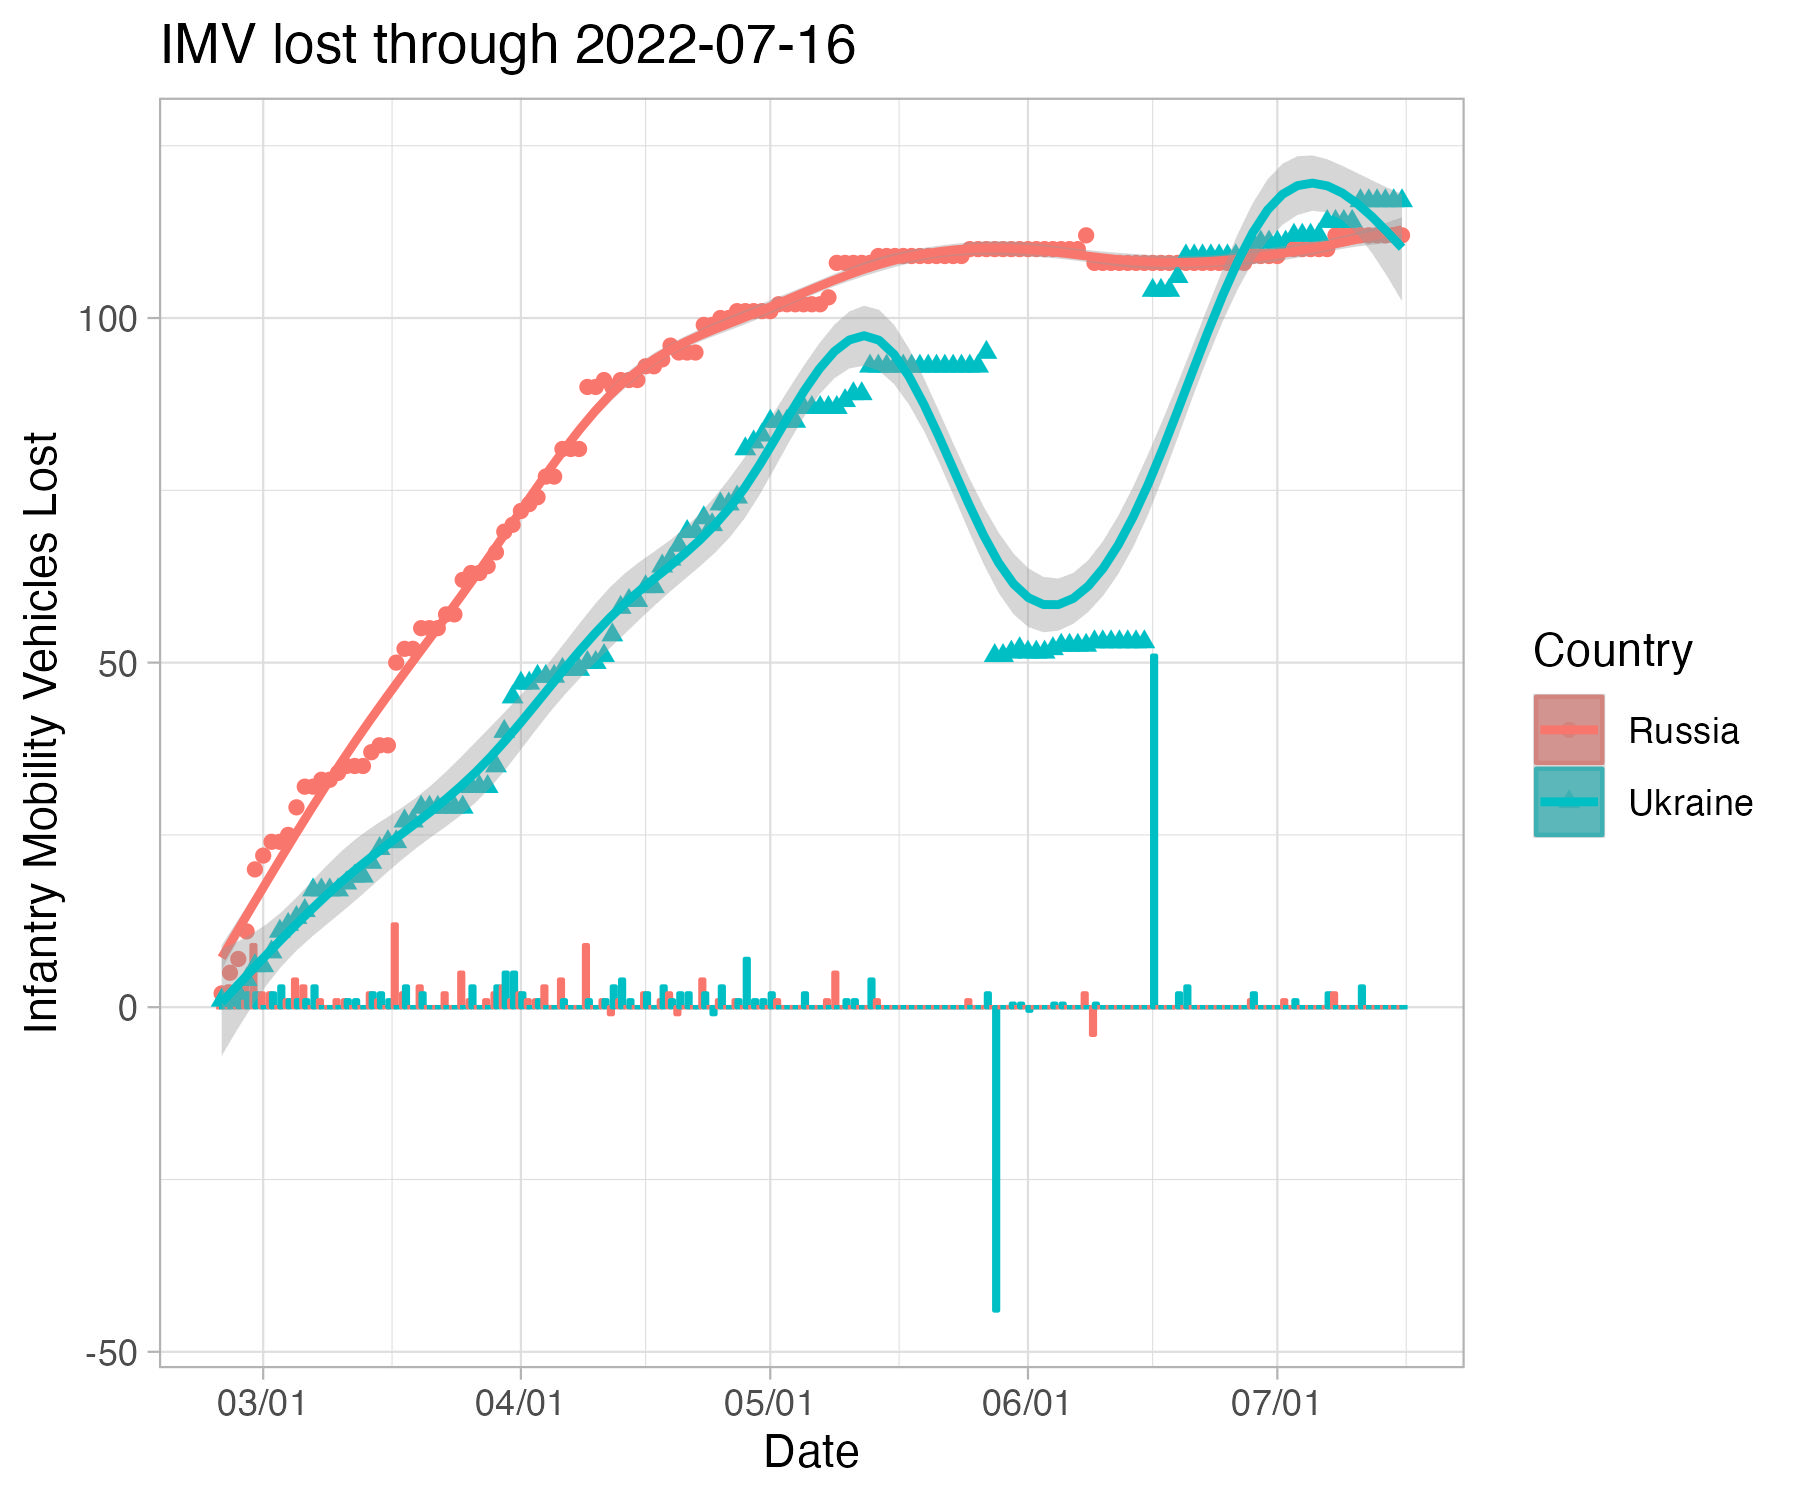 IMV lost through 2022-07-16
Infantry Mobility Vehicles Lost
100
50
0
-50
03/01
04/01
05/01
06/01
07/01
Date
Country
Russia
Ukraine